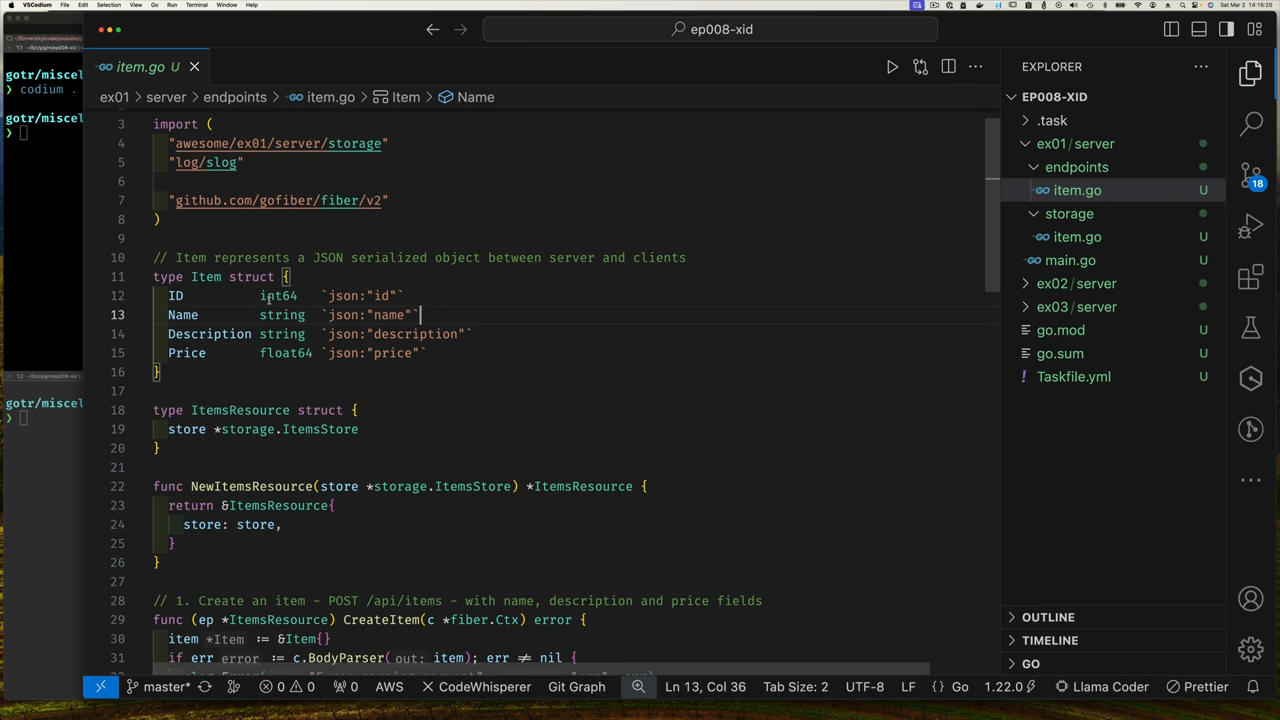 VSCodium File Edit Selection View Go Run Terminal Window Help
Sat Mar 2 14:16:20
ep008-xid
gotr/miscel
❯ codium .
gotr/miscel
❯
gotr/miscel
❯
item.go U
ex01 > server > endpoints > item.go > Item > Name
3 import (
4 "awesome/ex01/server/storage"
5 "log/slog"
6
7 "github.com/gofiber/fiber/v2"
8 )
9
10 // Item represents a JSON serialized object between server and clients
11 type Item struct {
12 ID int64 `json:"id"`
13 Name string `json:"name"`
14 Description string `json:"description"`
15 Price float64 `json:"price"`
16 }
17
18 type ItemsResource struct {
19 store *storage.ItemsStore
20 }
21
22 func NewItemsResource(store *storage.ItemsStore) *ItemsResource {
23 return &ItemsResource{
24 store: store,
25 }
26 }
27
28 // 1. Create an item - POST /api/items - with name, description and price fields
29 func (ep *ItemsResource) CreateItem(c *fiber.Ctx) error {
30 item *Item := &Item{}
31 if err error := c.BodyParser(out: item); err ≠ nil {
EXPLORER
EP008-XID
.task
ex01/server
endpoints
item.go U
storage
item.go U
main.go U
ex02/server
ex03/server
go.mod
go.sum
Taskfile.yml
OUTLINE
TIMELINE
GO
18
master* 0 0 0 AWS CodeWhisperer Git Graph Ln 13, Col 36 Tab Size: 2 UTF-8 LF {} Go 1.22.0 Llama Coder Prettier